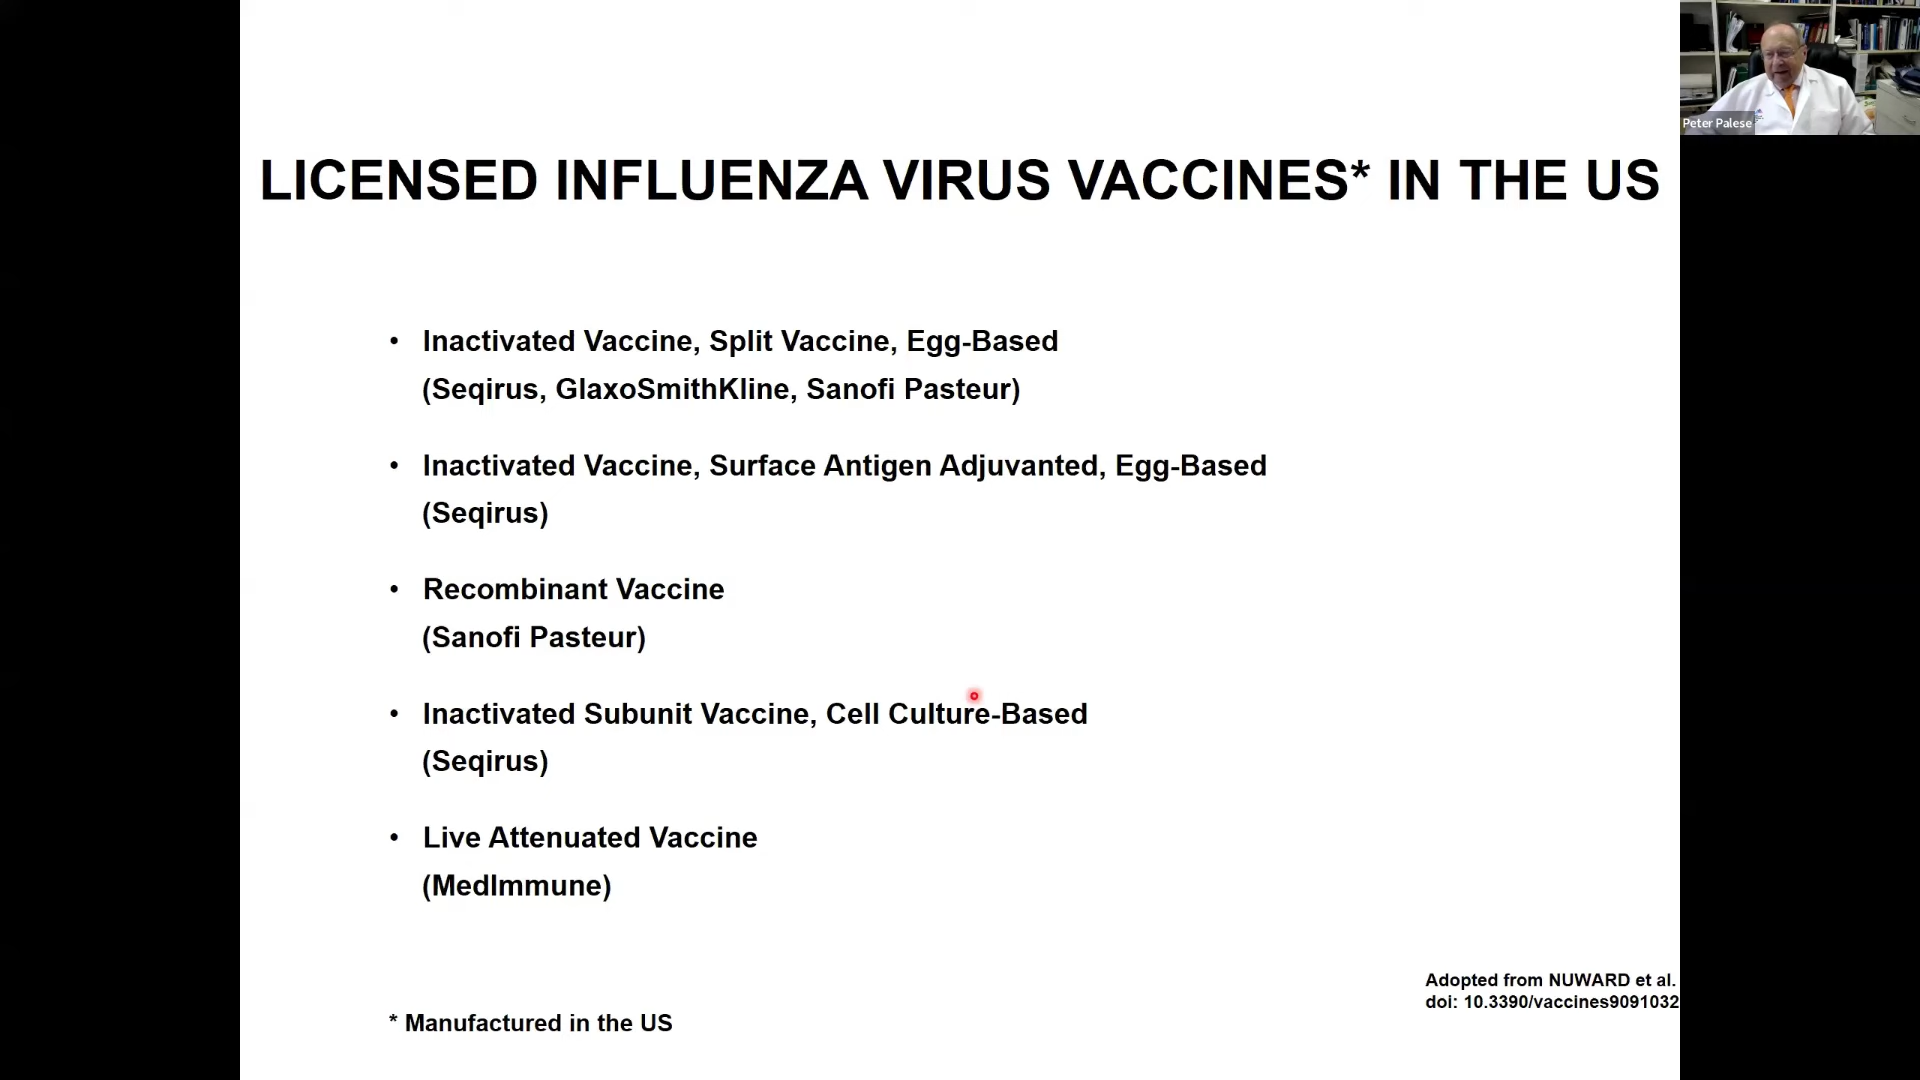 Peter Palese
LICENSED INFLUENZA VIRUS VACCINES* IN THE US
• Inactivated Vaccine, Split Vaccine, Egg-Based
(Seqirus, GlaxoSmithKline, Sanofi Pasteur)
• Inactivated Vaccine, Surface Antigen Adjuvanted, Egg-Based
(Seqirus)
• Recombinant Vaccine
(Sanofi Pasteur)
• Inactivated Subunit Vaccine, Cell Culture-Based
(Seqirus)
• Live Attenuated Vaccine
(MedImmune)
Adopted from NUWARD et al.
doi: 10.3390/vaccines9091032
* Manufactured in the US